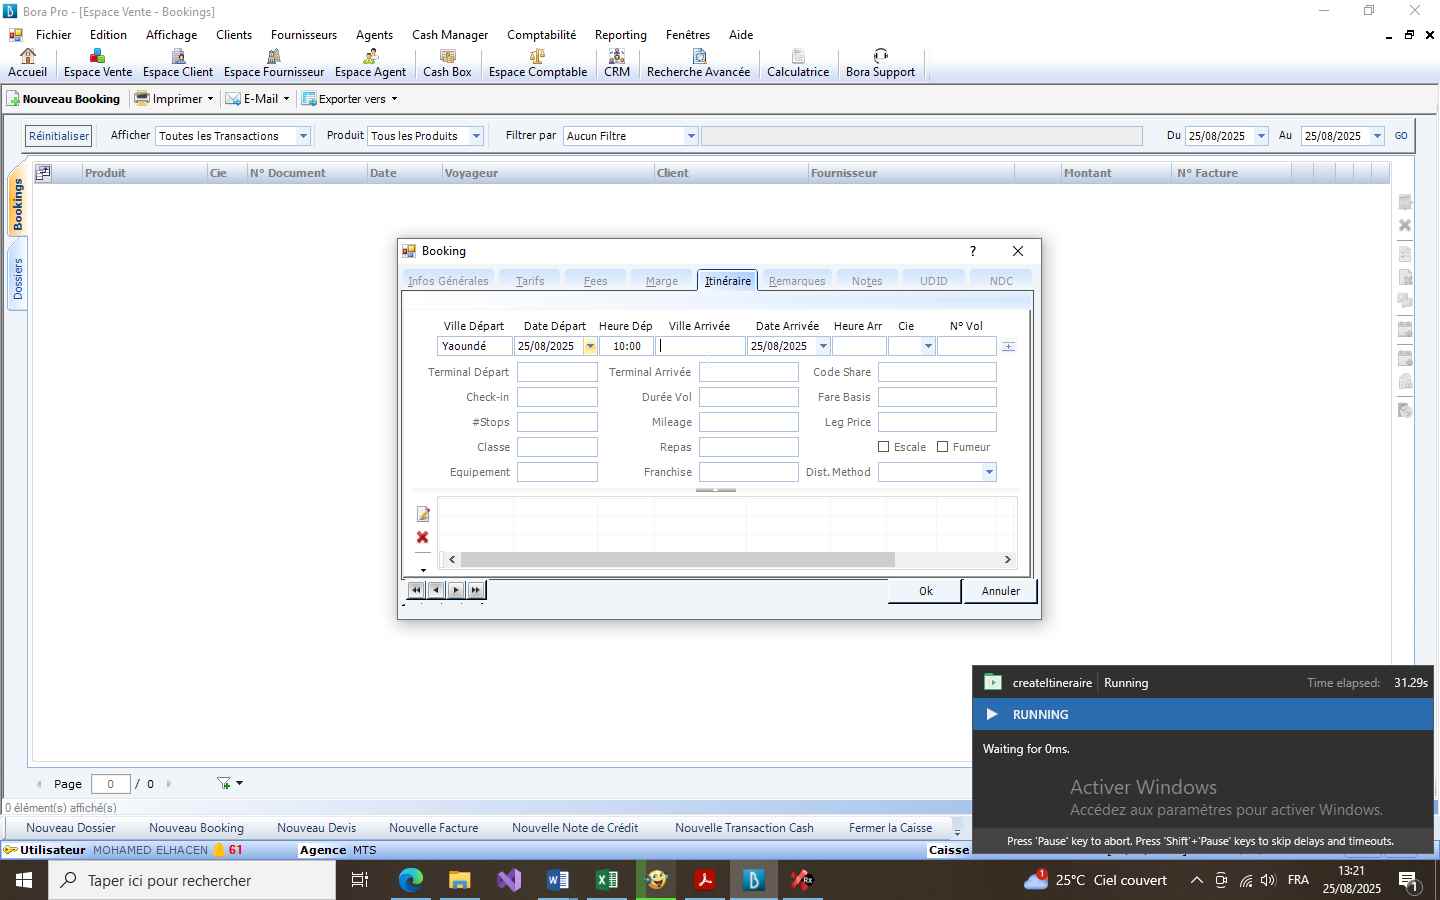 Bora Pro - [Espace Vente - Bookings]
Fichier Edition Affichage Clients Fournisseurs Agents Cash Manager Comptabilité Reporting Fenêtres Aide
Accueil Espace Vente Espace Client Espace Fournisseur Espace Agent Cash Box Espace Comptable CRM Recherche Avancée Calculatrice Bora Support
Nouveau Booking Imprimer E-Mail Exporter vers
Réinitialiser Afficher Toutes les Transactions Produit Tous les Produits Filtrer par Aucun Filtre Du 25/08/2025 Au 25/08/2025 GO
Produit Cie N° Document Date Voyageur Client Fournisseur Montant N° Facture
Bookings
Dossiers
Booking ?
Infos Générales Tarifs Fees Marge Itinéraire Remarques Notes UDID NDC
Ville Départ Date Départ Heure Dép Ville Arrivée Date Arrivée Heure Arr Cie N° Vol
Yaoundé 25/08/2025 10:00 25/08/2025
Terminal Départ Terminal Arrivée Code Share
Check-in Durée Vol Fare Basis
#Stops Mileage Leg Price
Classe Repas Escale Fumeur
Equipement Franchise Dist. Method
Ok Annuler
createItineraire Running Time elapsed: 31.29s
RUNNING
Waiting for 0ms.
Activer Windows
Accédez aux paramètres pour activer Windows.
Press 'Pause' key to abort. Press 'Shift'+'Pause' keys to skip delays and timeouts.
Page 0 / 0
0 élément(s) affiché(s)
Nouveau Dossier Nouveau Booking Nouveau Devis Nouvelle Facture Nouvelle Note de Crédit Nouvelle Transaction Cash Fermer la Caisse
Utilisateur MOHAMED ELHACEN 61 Agence MTS Caisse
Taper ici pour rechercher
1 25°C Ciel couvert FRA 13:21
25/08/2025 1